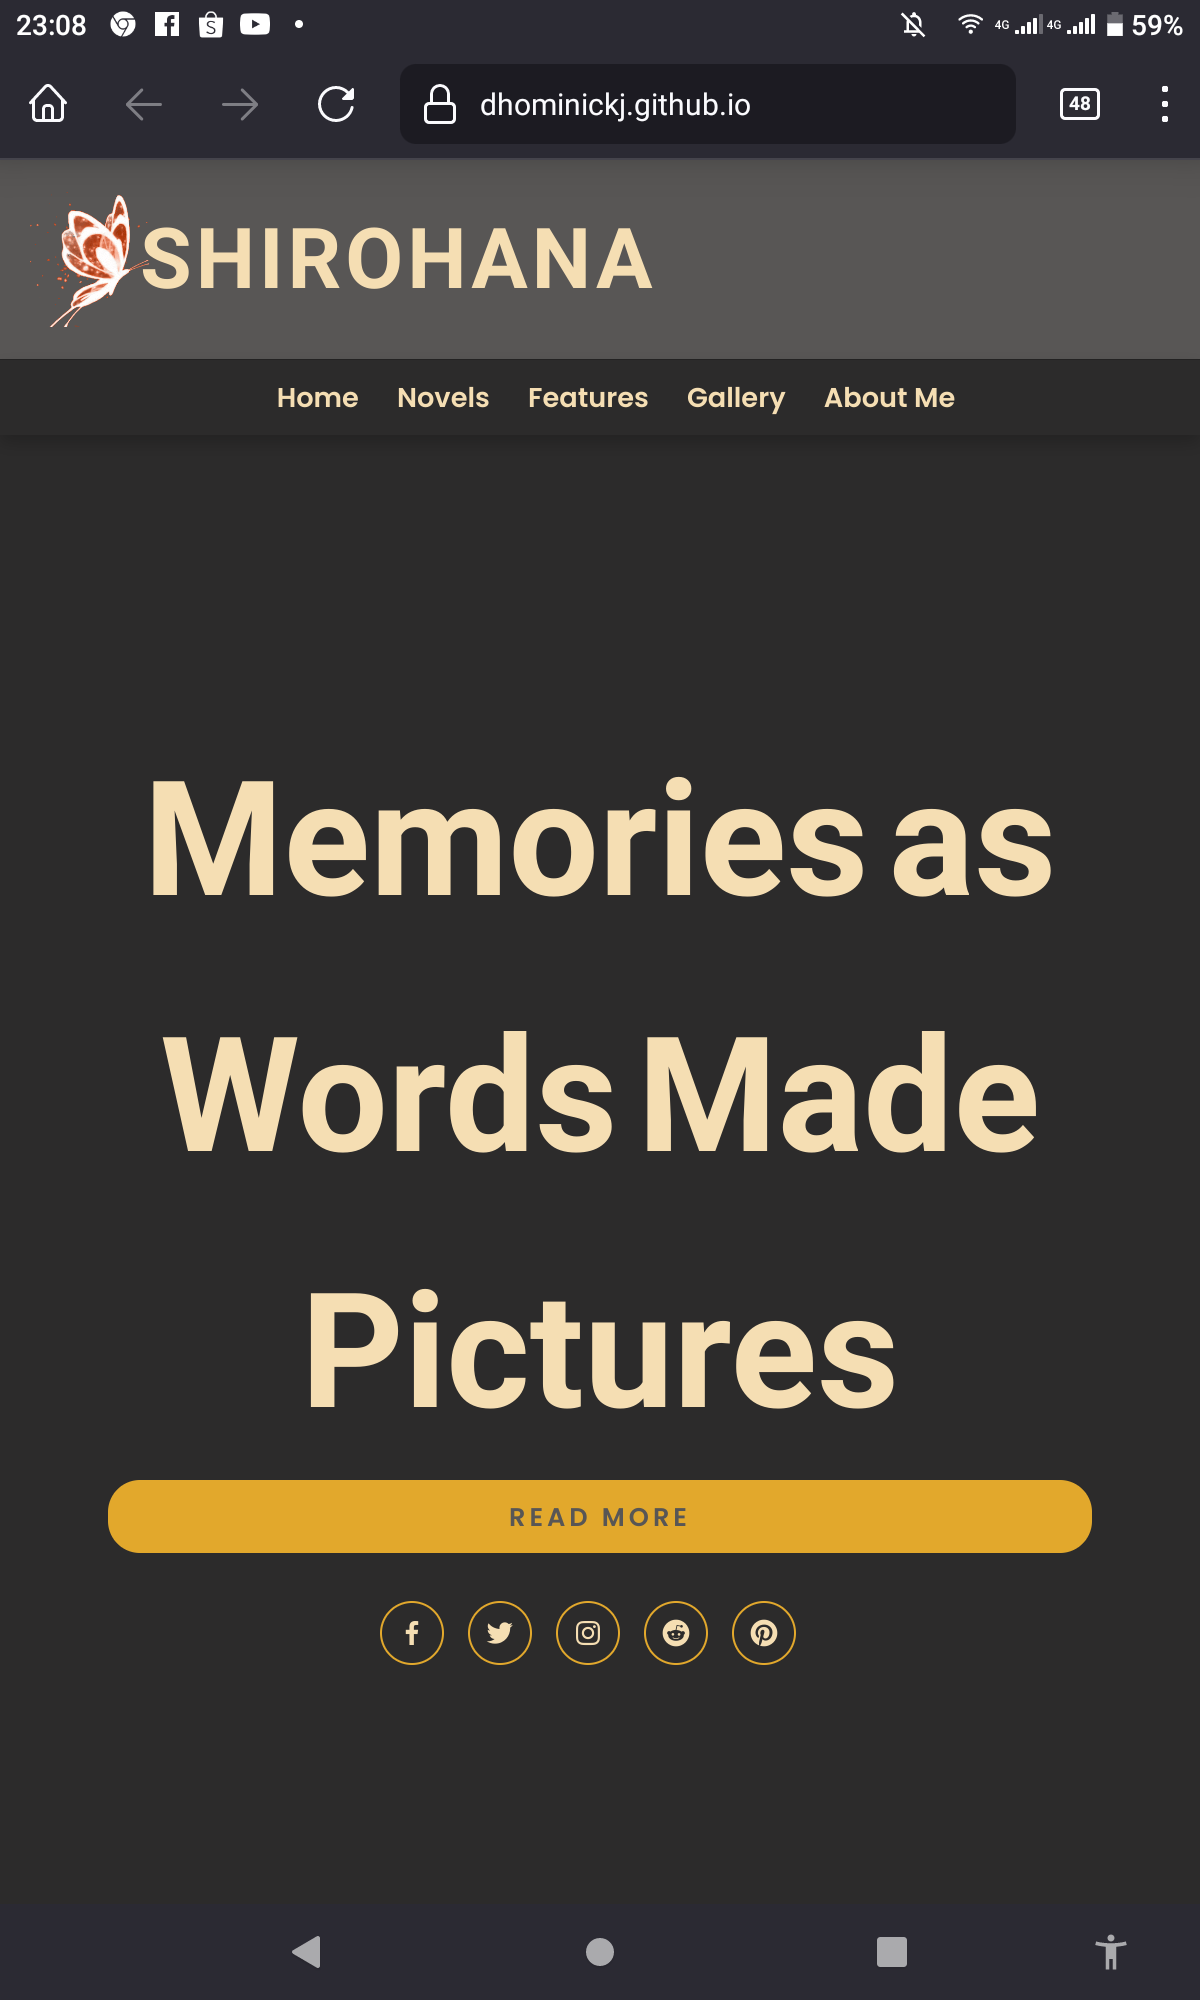 23:08
4G 4G 59%
dhominickj.github.io
48
SHIROHANA
Home Novels Features Gallery About Me
Memories as
Words Made
Pictures
READ MORE